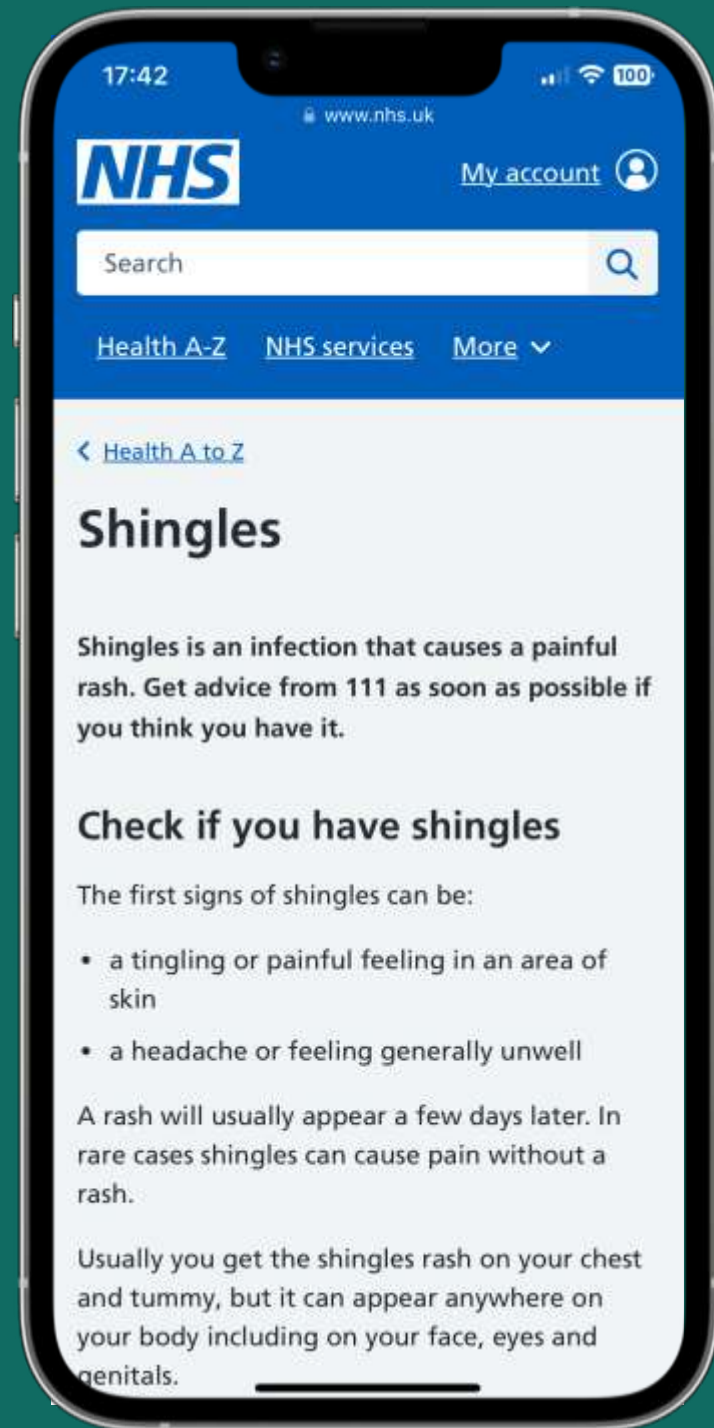 17:42
100
www.nhs.uk
NHS
My account
Search
Health A-Z NHS services More
Health A to Z
Shingles
Shingles is an infection that causes a painful
rash. Get advice from 111 as soon as possible if
you think you have it.
Check if you have shingles
The first signs of shingles can be:
• a tingling or painful feeling in an area of
skin
• a headache or feeling generally unwell
A rash will usually appear a few days later. In
rare cases shingles can cause pain without a
rash.
Usually you get the shingles rash on your chest
and tummy, but it can appear anywhere on
your body including on your face, eyes and
genitals.